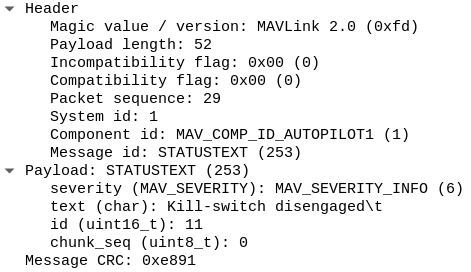 Header
Magic value / version: MAVLink 2.0 (0xfd)
Payload length: 52
Incompatibility flag: 0x00 (0)
Compatibility flag: 0x00 (0)
Packet sequence: 29
System id: 1
Component id: MAV_COMP_ID_AUTOPILOT1 (1)
Message id: STATUSTEXT (253)
Payload: STATUSTEXT (253)
severity (MAV_SEVERITY): MAV_SEVERITY_INFO (6)
text (char): Kill-switch disengaged\t
id (uint16_t): 11
chunk_seq (uint8_t): 0
Message CRC: 0xe891